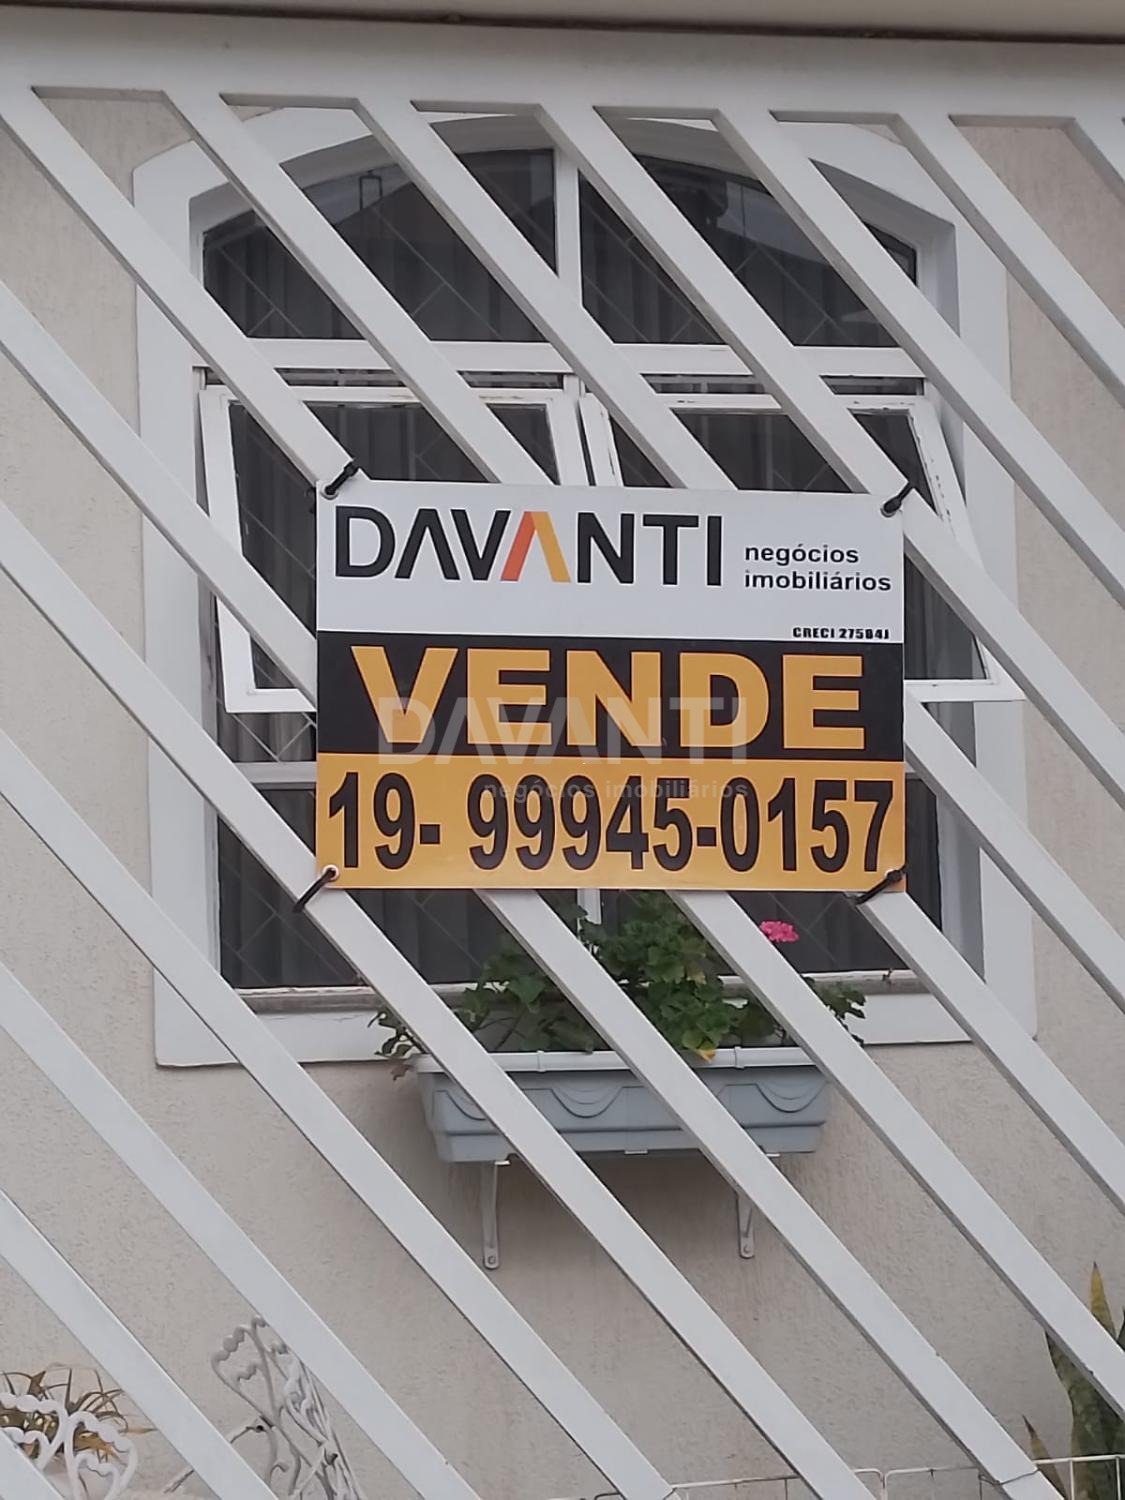 DAVANTI negócios
imobiliários
CRECI 27584J
VENDE
DAVANTI
negócios imobiliários
19- 99945-0157